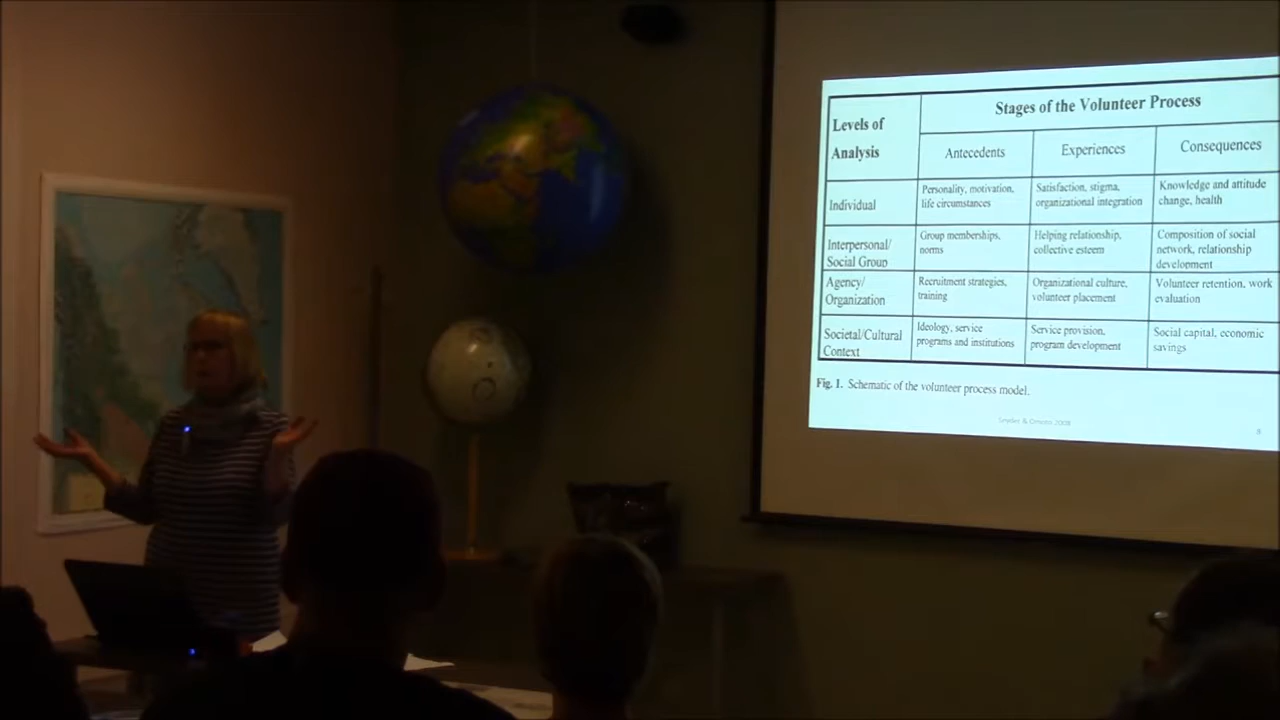 Stages of the Volunteer Process
Levels of
Analysis
Antecedents
Experiences
Consequences
Individual
Personality, motivation,
life circumstances
Satisfaction, stigma,
organizational integration
Knowledge and attitude
change, health
Interpersonal/
Social Group
Group memberships,
norms
Helping relationship,
collective esteem
Composition of social
network, relationship
development
Agency/
Organization
Recruitment strategies,
training
Organizational culture,
volunteer placement
Volunteer retention, work
evaluation
Societal/Cultural
Context
Ideology, service
programs and institutions
Service provision,
program development
Social capital, economic
savings
Fig. 1. Schematic of the volunteer process model.
Snyder & Omoto 2008
8